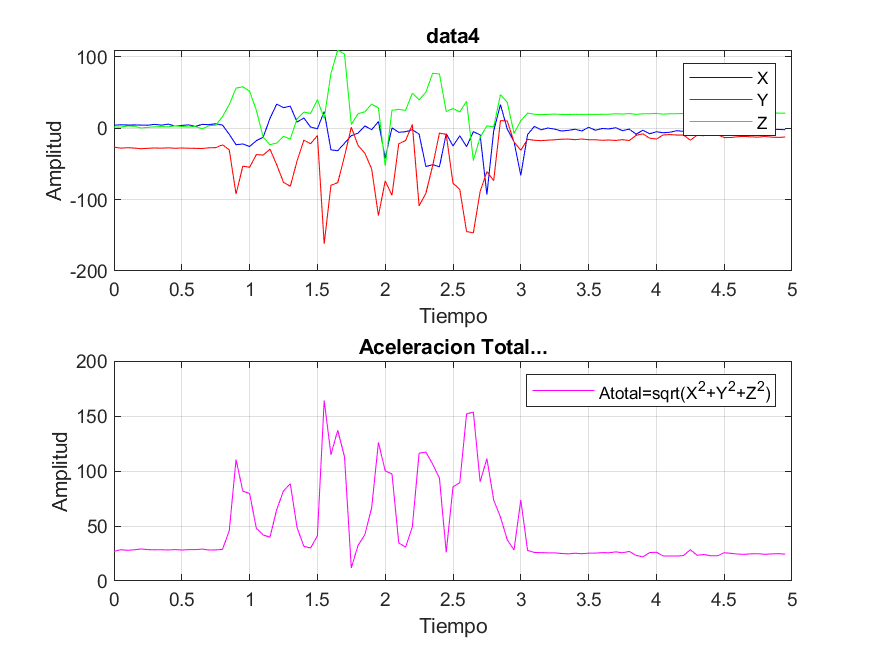 data4
100
0
-100
-200
Amplitud
X
Y
Z
0 0.5 1 1.5 2 2.5 3 3.5 4 4.5 5
Tiempo
Aceleracion Total...
200
150
100
50
0
Amplitud
Atotal=sqrt(X²+Y²+Z²)
0 0.5 1 1.5 2 2.5 3 3.5 4 4.5 5
Tiempo